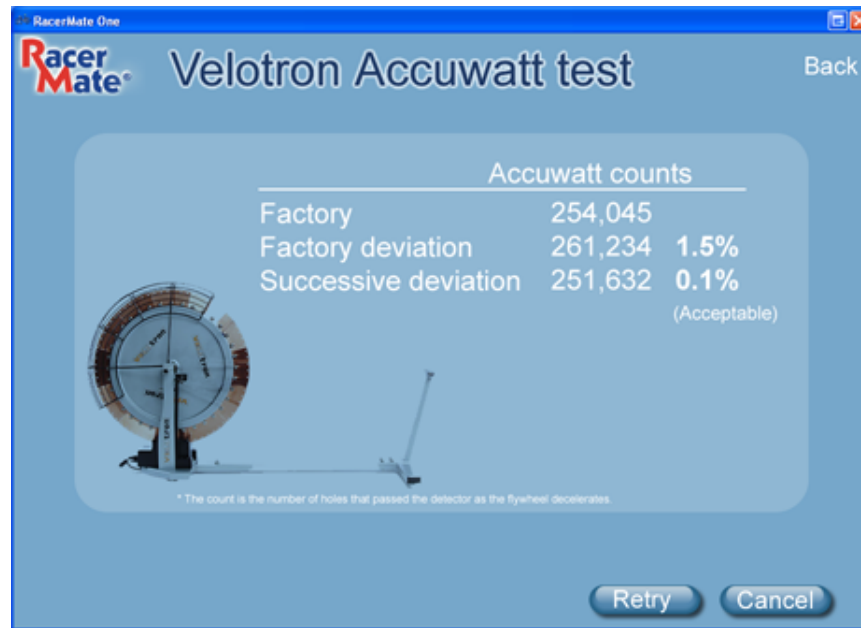 RacerMate One
Racer Mate®
Velotron Accuwatt test
Back
Accuwatt counts
Factory 254,045
Factory deviation 261,234 1.5%
Successive deviation 251,632 0.1%
(Acceptable)
* The count is the number of holes that passed the detector as the flywheel decelerates.
Retry Cancel